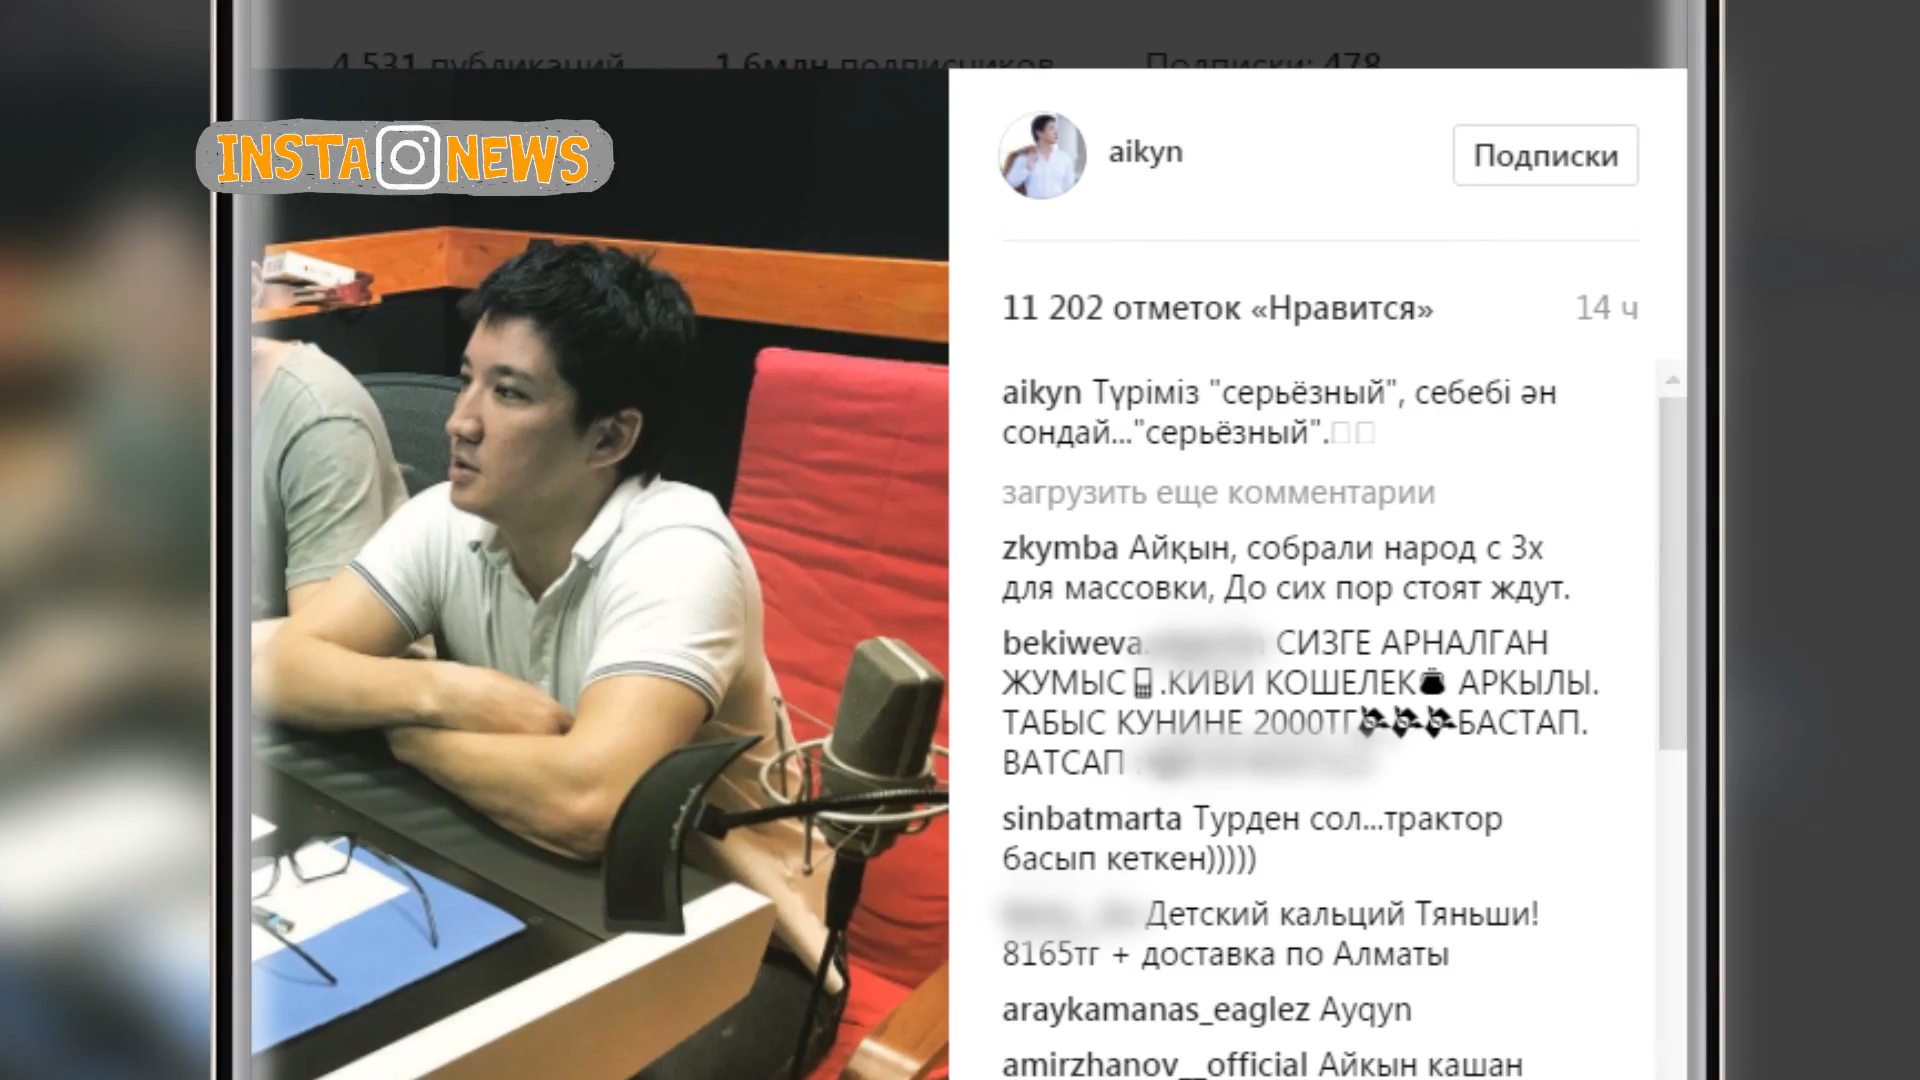 4 531 публикаций 1,6млн подписчиков Подписки: 478
INSTA NEWS
aikyn
Подписки
11 202 отметок «Нравится» 14 ч
aikyn Түріміз "серьёзный", себебі ән
сондай..."серьёзный".
загрузить еще комментарии
zkymba Айқын, собрали народ с 3х
для массовки, До сих пор стоят ждут.
bekiweva СИЗГЕ АРНАЛГАН
ЖУМЫС .КИВИ КОШЕЛЕК АРКЫЛЫ.
ТАБЫС КУНИНЕ 2000ТГ БАСТАП.
ВАТСАП
sinbatmarta Турден сол...трактор
басып кеткен)))))
Детский кальций Тяньши!
8165тг + доставка по Алматы
araykamanas_eaglez Ayqyn
amirzhanov__official Айкын кашан